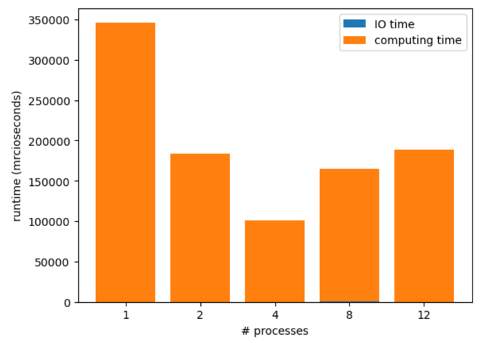 350000
300000
250000
200000
150000
100000
50000
0
runtime (mrcioseconds)
IO time
computing time
1 2 4 8 12
# processes